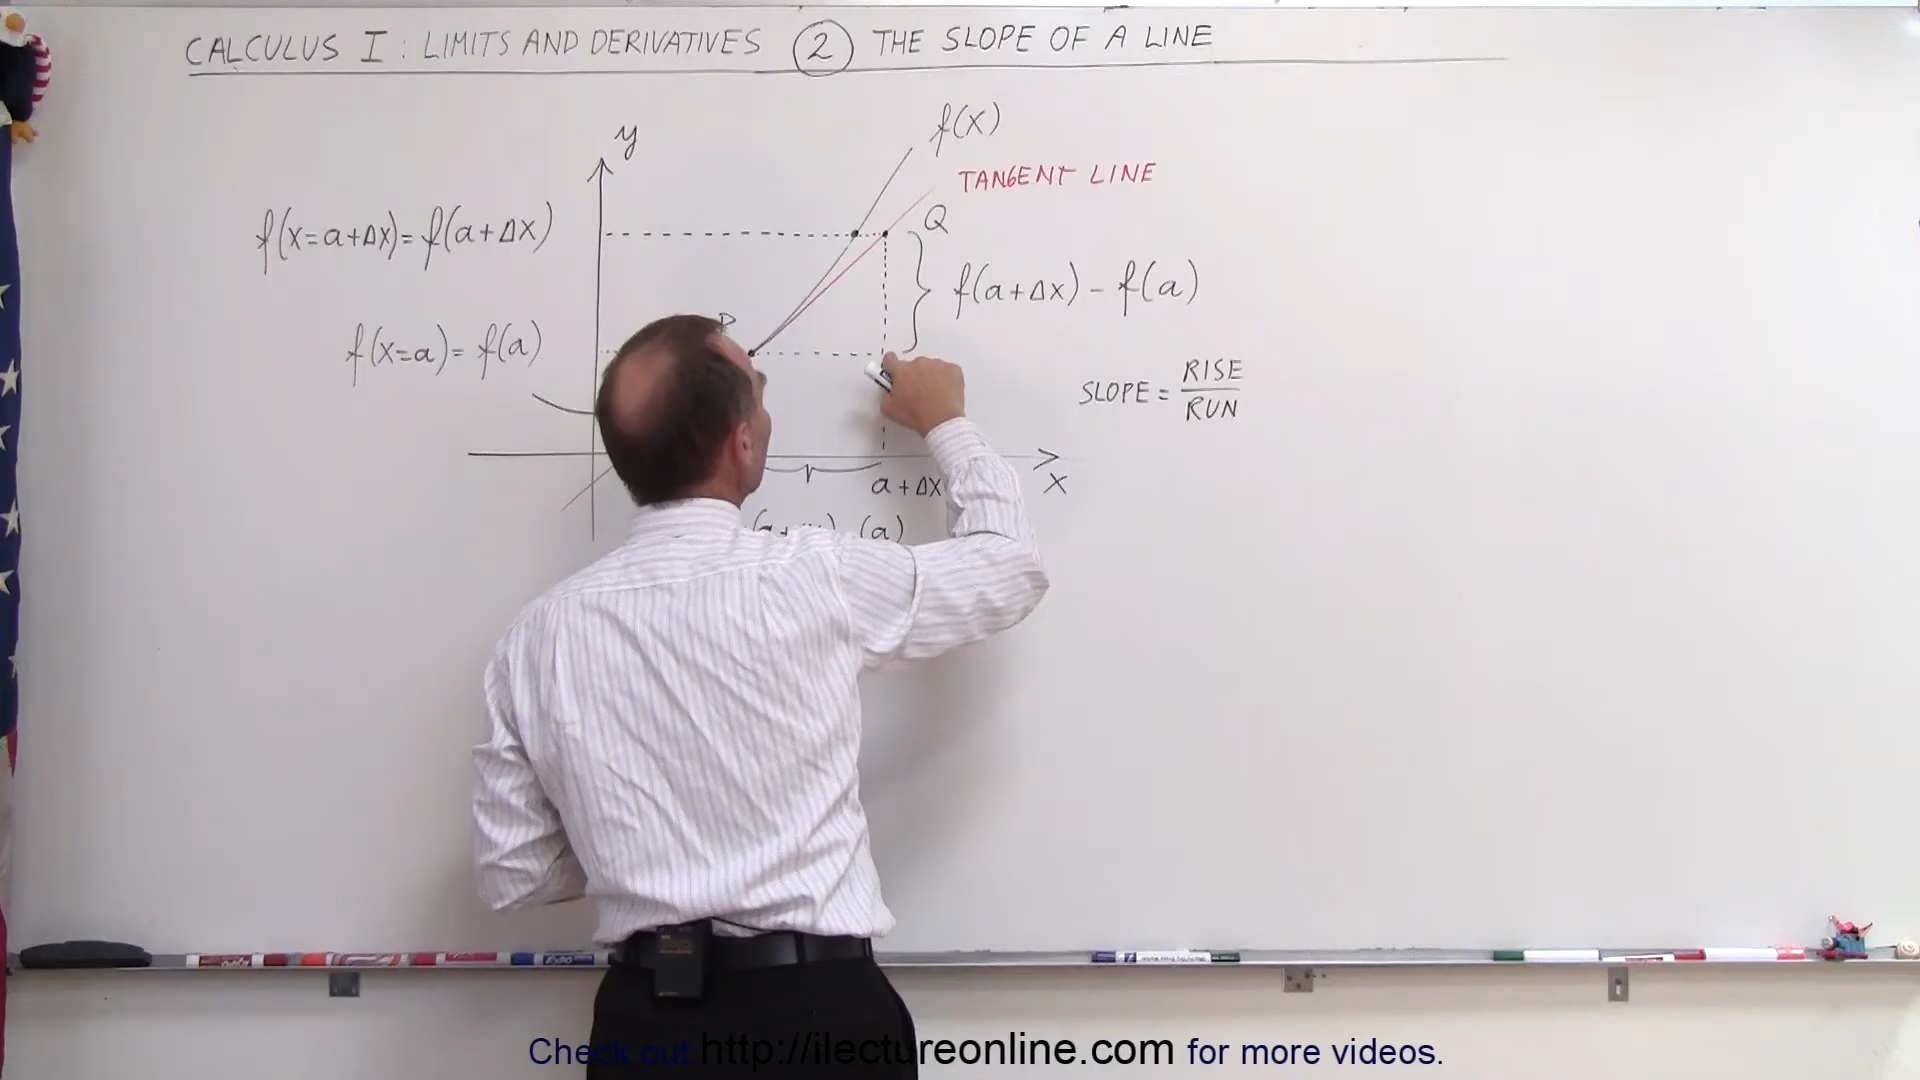 CALCULUS I: LIMITS AND DERIVATIVES ② THE SLOPE OF A LINE
f(x)
y
TANGENT LINE
Q
f(x=a+Δx)=f(a+Δx)
f(a+Δx)-f(a)
P
f(x=a)=f(a)
SLOPE = RISE
RUN
a+Δx
x
(a)
EXPO
Check out http://ilectureonline.com for more videos.